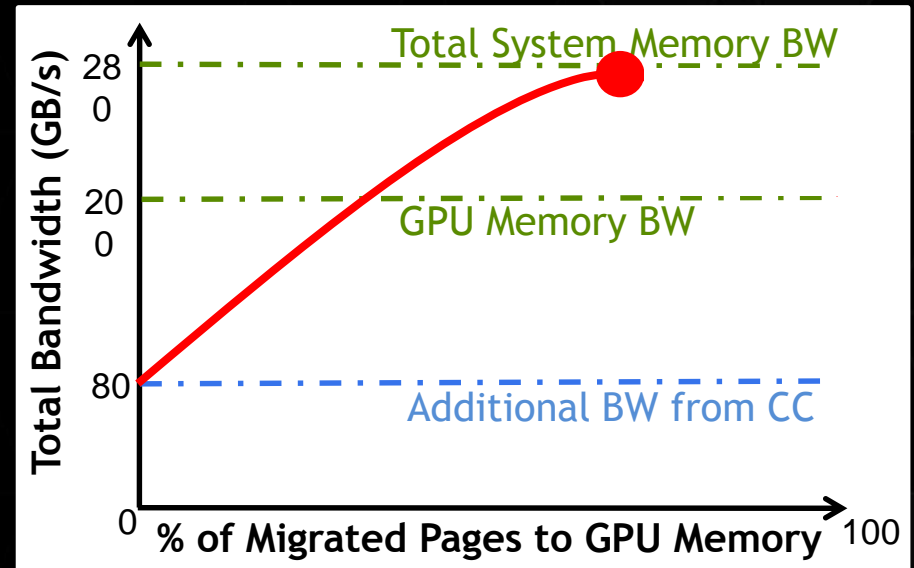 Total System Memory BW
28
0
Total Bandwidth (GB/s)
20
0
GPU Memory BW
80
Additional BW from CC
0
% of Migrated Pages to GPU Memory
100